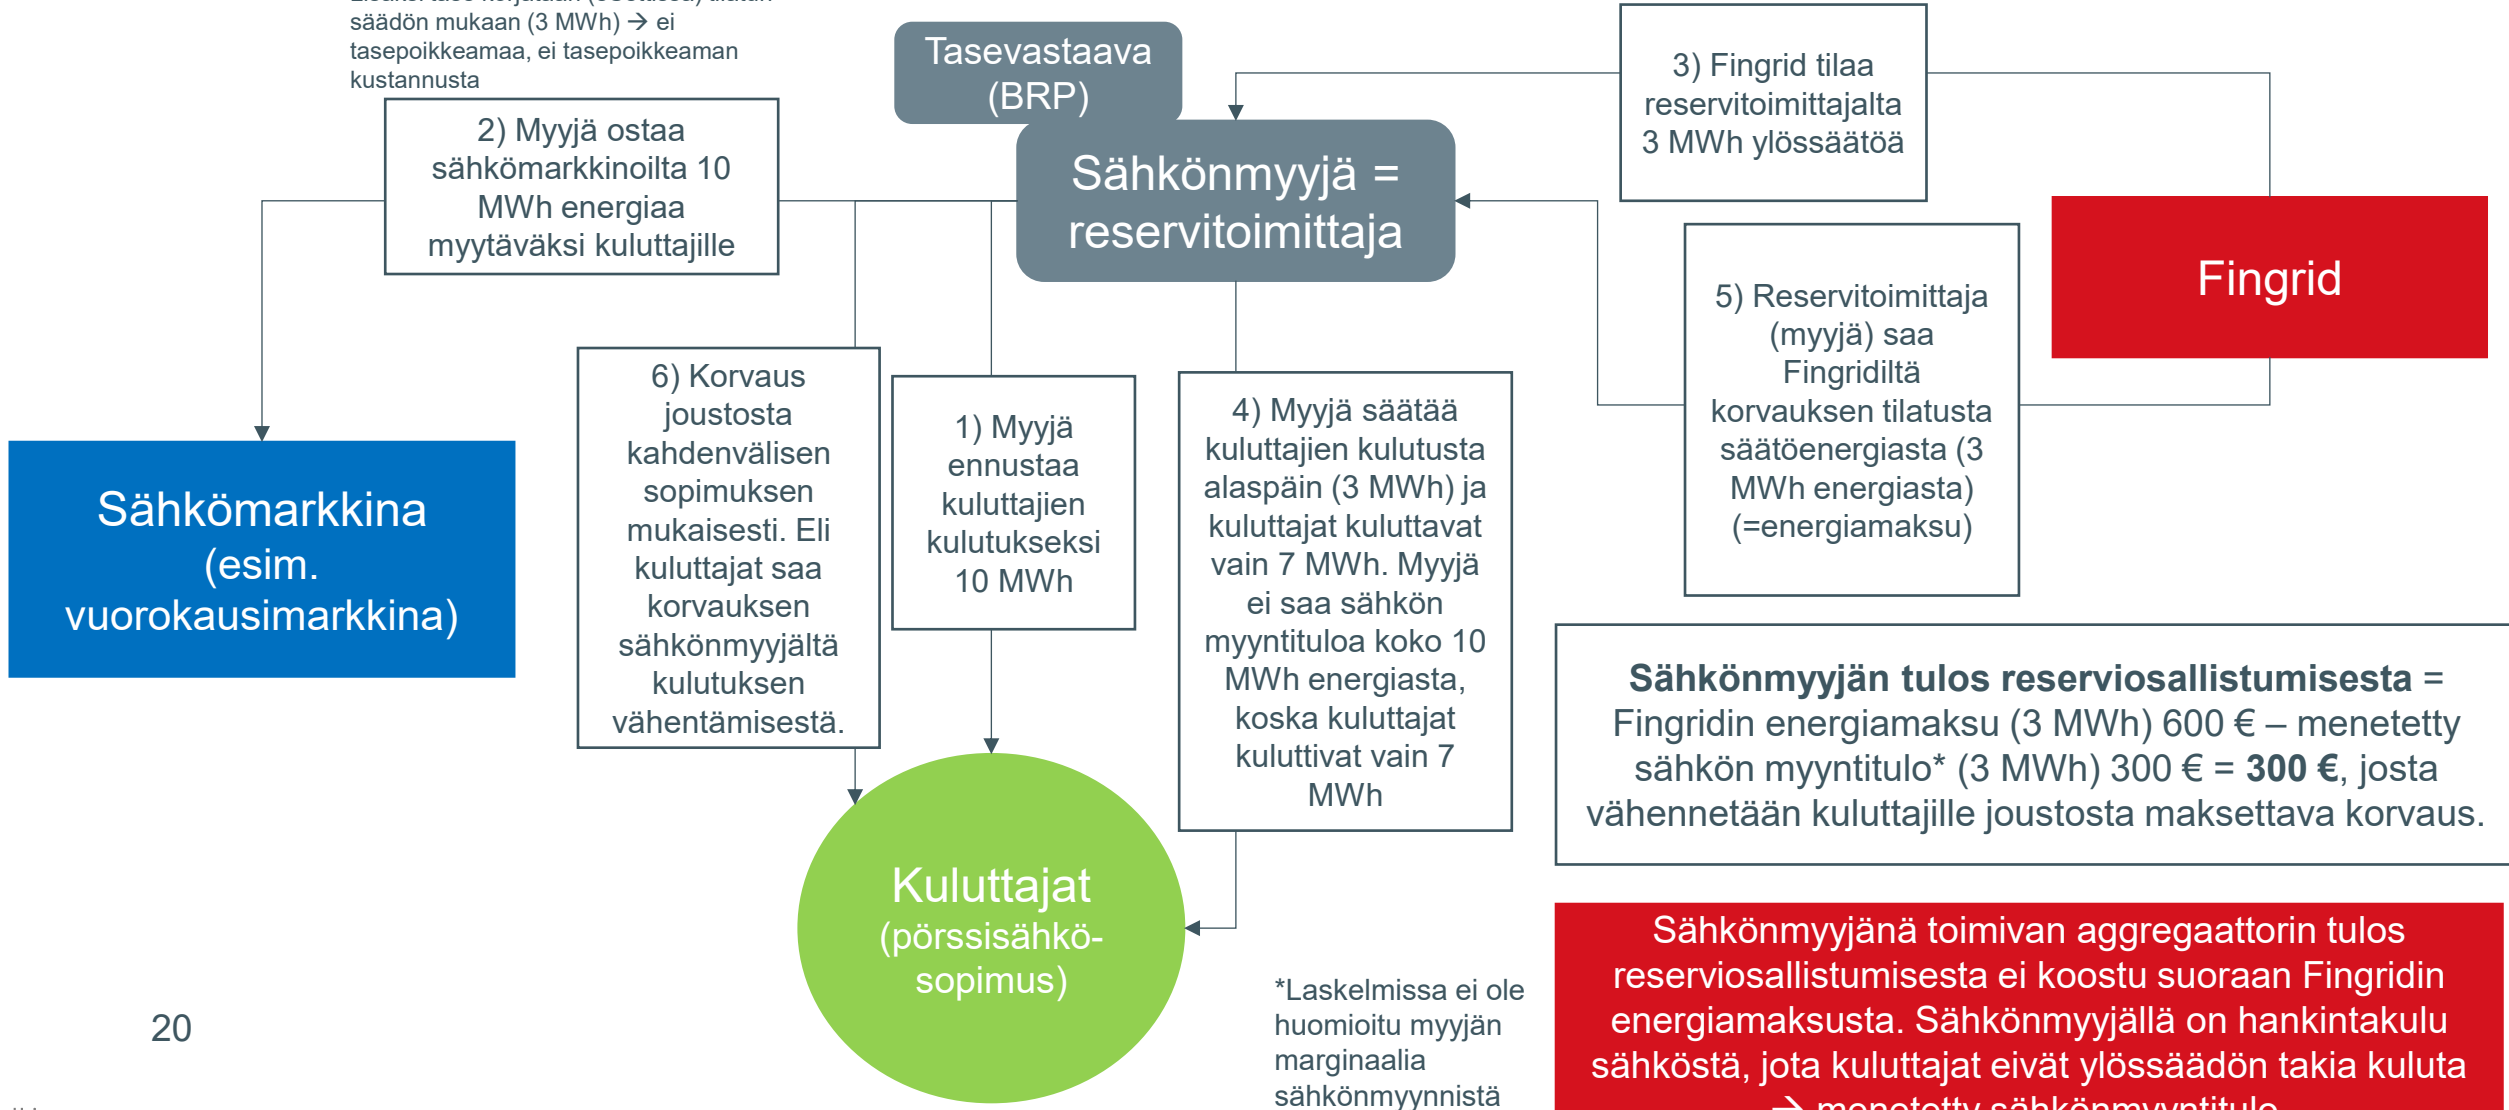 säädön mukaan (3 MWh) → ei
tasepoikkeamaa, ei tasepoikkeaman
kustannusta
Tasevastaava
(BRP)
Sähkönmyyjä =
reservitoimittaja
2) Myyjä ostaa
sähkömarkkinoilta 10
MWh energiaa
myytäväksi kuluttajille
3) Fingrid tilaa
reservitoimittajalta
3 MWh ylössäätöä
Fingrid
5) Reservitoimittaja
(myyjä) saa
Fingridiltä
korvauksen tilatusta
säätöenergiasta (3
MWh energiasta)
(=energiamaksu)
6) Korvaus
joustosta
kahdenvälisen
sopimuksen
mukaisesti. Eli
kuluttajat saa
korvauksen
sähkönmyyjältä
kulutuksen
vähentämisestä.
1) Myyjä
ennustaa
kuluttajien
kulutukseksi
10 MWh
4) Myyjä säätää
kuluttajien kulutusta
alaspäin (3 MWh) ja
kuluttajat kuluttavat
vain 7 MWh. Myyjä
ei saa sähkön
myyntituloa koko 10
MWh energiasta,
koska kuluttajat
kuluttivat vain 7
MWh
Sähkömarkkina
(esim.
vuorokausimarkkina)
Sähkönmyyjän tulos reserviosallistumisesta =
Fingridin energiamaksu (3 MWh) 600 € – menetetty
sähkön myyntitulo* (3 MWh) 300 € = 300 €, josta
vähennetään kuluttajille joustosta maksettava korvaus.
Kuluttajat
(pörssisähkö-
sopimus)
Sähkönmyyjänä toimivan aggregaattorin tulos
reserviosallistumisesta ei koostu suoraan Fingridin
energiamaksusta. Sähkönmyyjällä on hankintakulu
sähköstä, jota kuluttajat eivät ylössäädön takia kuluta
→ menetetty sähkönmyyntitulo
*Laskelmissa ei ole
huomioitu myyjän
marginaalia
sähkönmyynnistä
20